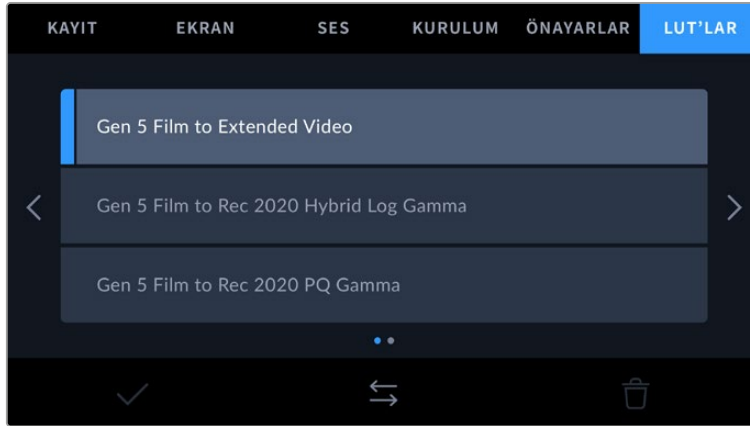 KAYIT EKRAN SES KURULUM ÖNAYARLAR LUT’LAR
Gen 5 Film to Extended Video
Gen 5 Film to Rec 2020 Hybrid Log Gamma
Gen 5 Film to Rec 2020 PQ Gamma